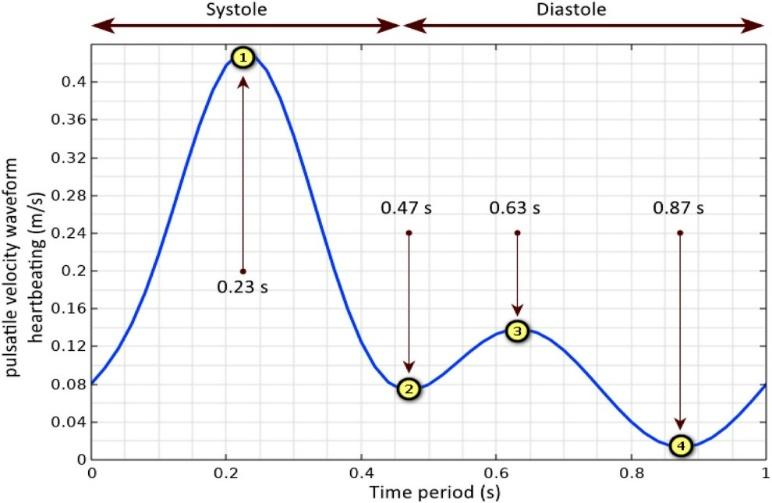 Systole
Diastole
pulsatile velocity waveform
heartbeating (m/s)
0.4
0.36
0.32
0.28
0.24
0.2
0.16
0.12
0.08
0.04
0
1
0.23 s
0.47 s
2
0.63 s
3
0.87 s
4
0
0.2
0.4
0.6
0.8
1
Time period (s)